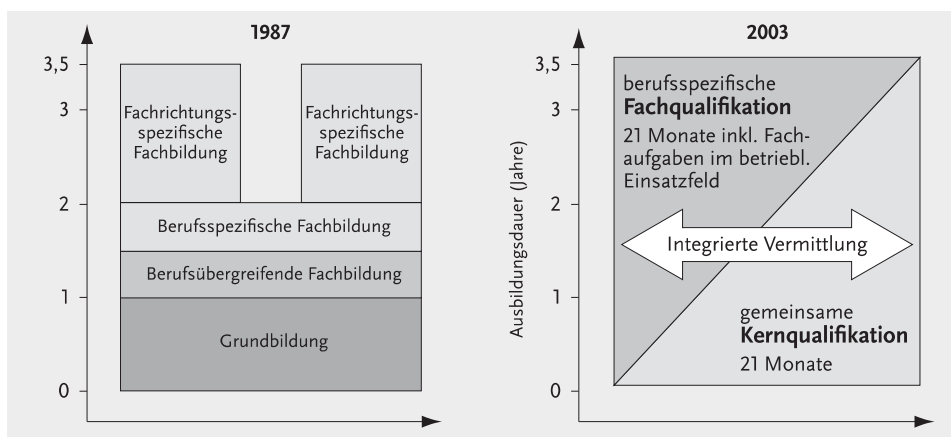 1987
3,5
3
2
1
0
Fachrichtungs-
spezifische
Fachbildung
Fachrichtungs-
spezifische
Fachbildung
Berufsspezifische Fachbildung
Berufsübergreifende Fachbildung
Grundbildung
2003
Ausbildungsdauer (Jahre)
3,5
3
2
1
0
berufsspezifische
Fachqualifikation
21 Monate inkl. Fach-
aufgaben im betriebl.
Einsatzfeld
Integrierte Vermittlung
gemeinsame
Kernqualifikation
21 Monate